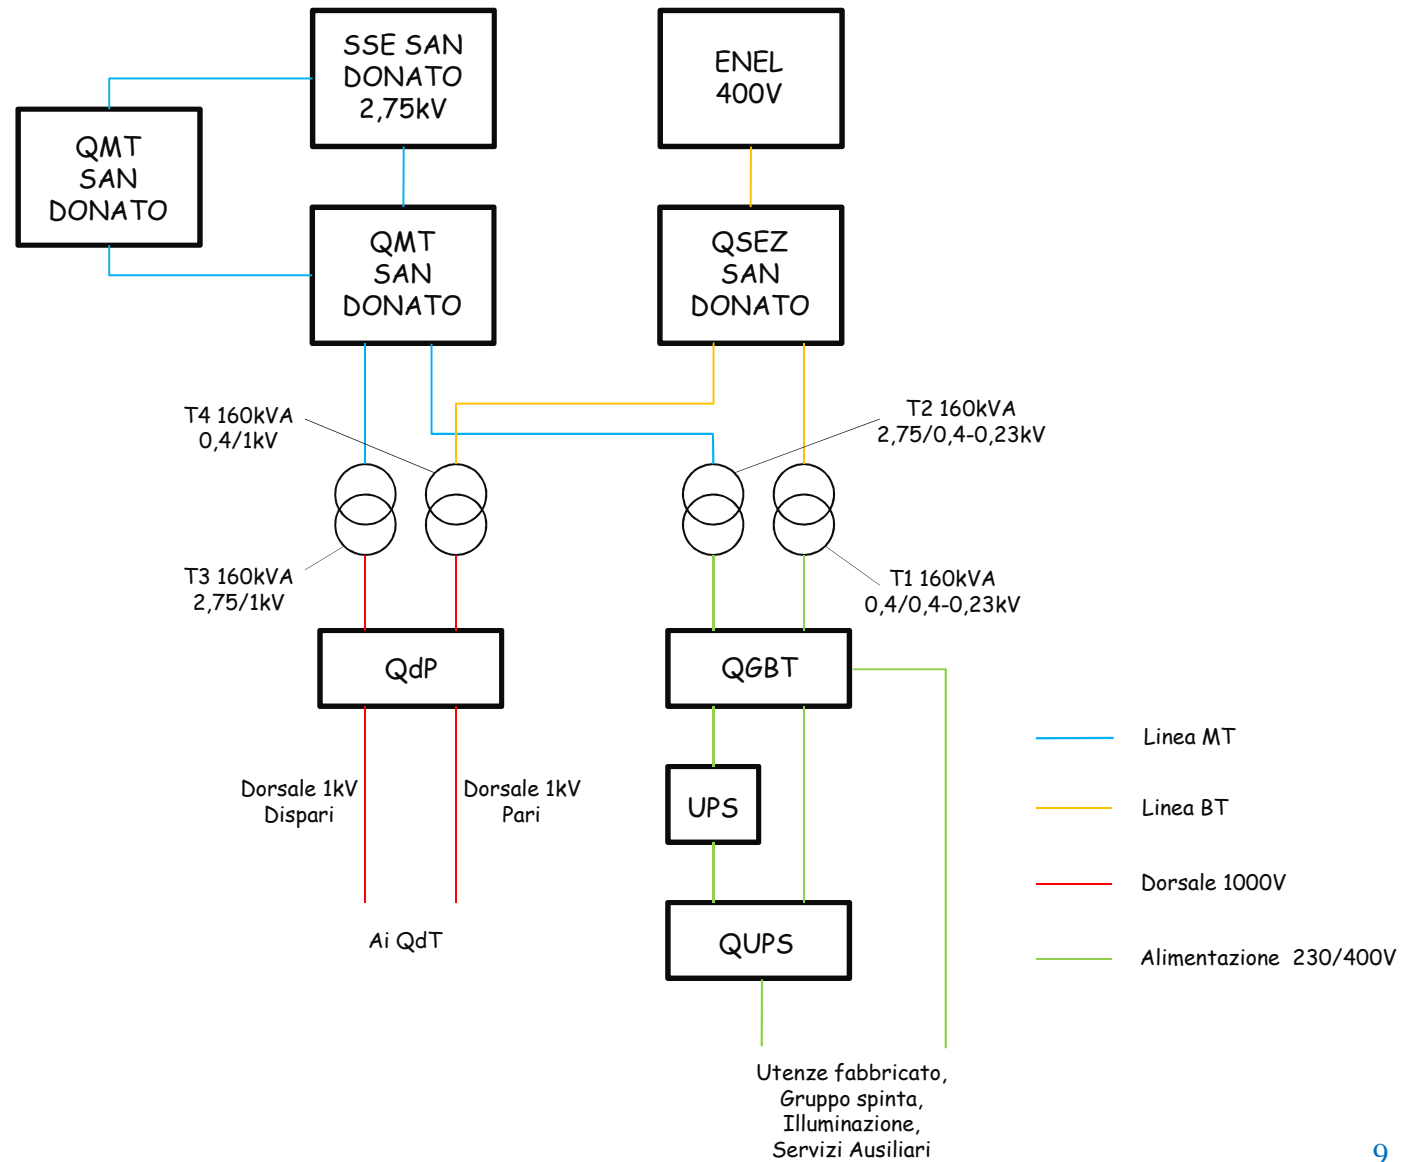 SSE SAN
DONATO
2,75kV
ENEL
400V
QMT
SAN
DONATO
QMT
SAN
DONATO
QSEZ
SAN
DONATO
T4 160kVA
0,4/1kV
T2 160kVA
2,75/0,4-0,23kV
T3 160kVA
2,75/1kV
T1 160kVA
0,4/0,4-0,23kV
QdP
QGBT
Dorsale 1kV
Dispari
Dorsale 1kV
Pari
UPS
Ai QdT
QUPS
Linea MT
Linea BT
Dorsale 1000V
Alimentazione 230/400V
Utenze fabbricato,
Gruppo spinta,
Illuminazione,
Servizi Ausiliari
9